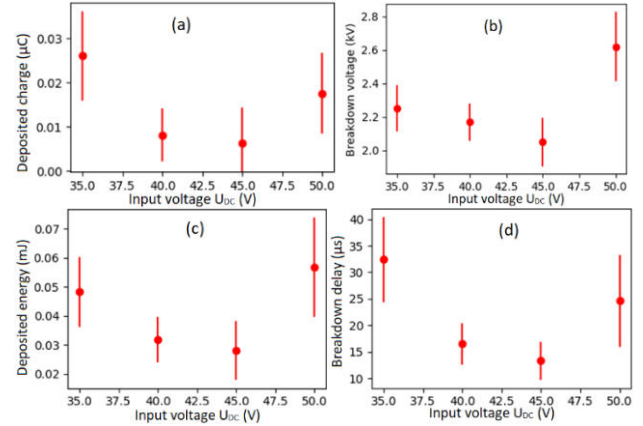 (a)
Deposited charge (µC)
0.03
0.02
0.01
0.00
35.0 37.5 40.0 42.5 45.0 47.5 50.0
Input voltage U_DC (V)
(b)
Breakdown voltage (kV)
2.8
2.6
2.4
2.2
2.0
35.0 37.5 40.0 42.5 45.0 47.5 50.0
Input voltage U_DC (V)
(c)
Deposited energy (mJ)
0.07
0.06
0.05
0.04
0.03
0.02
35.0 37.5 40.0 42.5 45.0 47.5 50.0
Input voltage U_DC (V)
(d)
Breakdown delay (µs)
40
35
30
25
20
15
10
35.0 37.5 40.0 42.5 45.0 47.5 50.0
Input voltage U_DC (V)